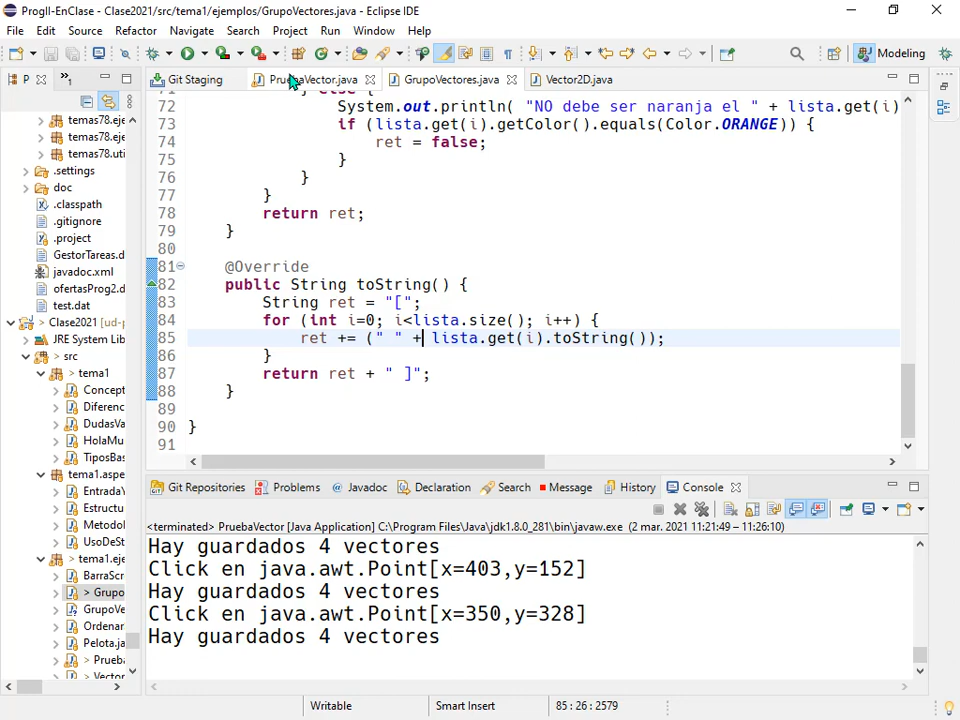 ProgII-EnClase - Clase2021/src/tema1/ejemplos/GrupoVectores.java - Eclipse IDE
File Edit Source Refactor Navigate Search Project Run Window Help
Modeling
P
Git Staging
PruebaVector.java
GrupoVectores.java
Vector2D.java
temas78.eje
temas78.eje
temas78.uti
.settings
doc
.classpath
.gitignore
.project
GestorTareas.d
javadoc.xml
ofertasProg2.d
test.dat
Clase2021 [ud-p
JRE System Lib
> src
tema1
Concept
Diferenc
DudasVa
HolaMu
TiposBas
tema1.aspe
EntradaY
Estructu
Metodol
UsoDeSt
tema1.eje
BarraScr
> Grupo
GrupoVe
Ordenar
Pelota.ja
> Prueba
Vector
71 } else {
72 System.out.println( "NO debe ser naranja el " + lista.get(i)
73 if (lista.get(i).getColor().equals(Color.ORANGE)) {
74 ret = false;
75 }
76 }
77 }
78 return ret;
79 }
80
81 @Override
82 public String toString() {
83 String ret = "[";
84 for (int i=0; i<lista.size(); i++) {
85 ret += (" " + lista.get(i).toString());
86 }
87 return ret + " ]";
88 }
89
90 }
91
Git Repositories Problems @ Javadoc Declaration Search Message History Console
<terminated> PruebaVector [Java Application] C:\Program Files\Java\jdk1.8.0_281\bin\javaw.exe (2 mar. 2021 11:21:49 – 11:26:10)
Hay guardados 4 vectores
Click en java.awt.Point[x=403,y=152]
Hay guardados 4 vectores
Click en java.awt.Point[x=350,y=328]
Hay guardados 4 vectores
Writable
Smart Insert
85 : 26 : 2579